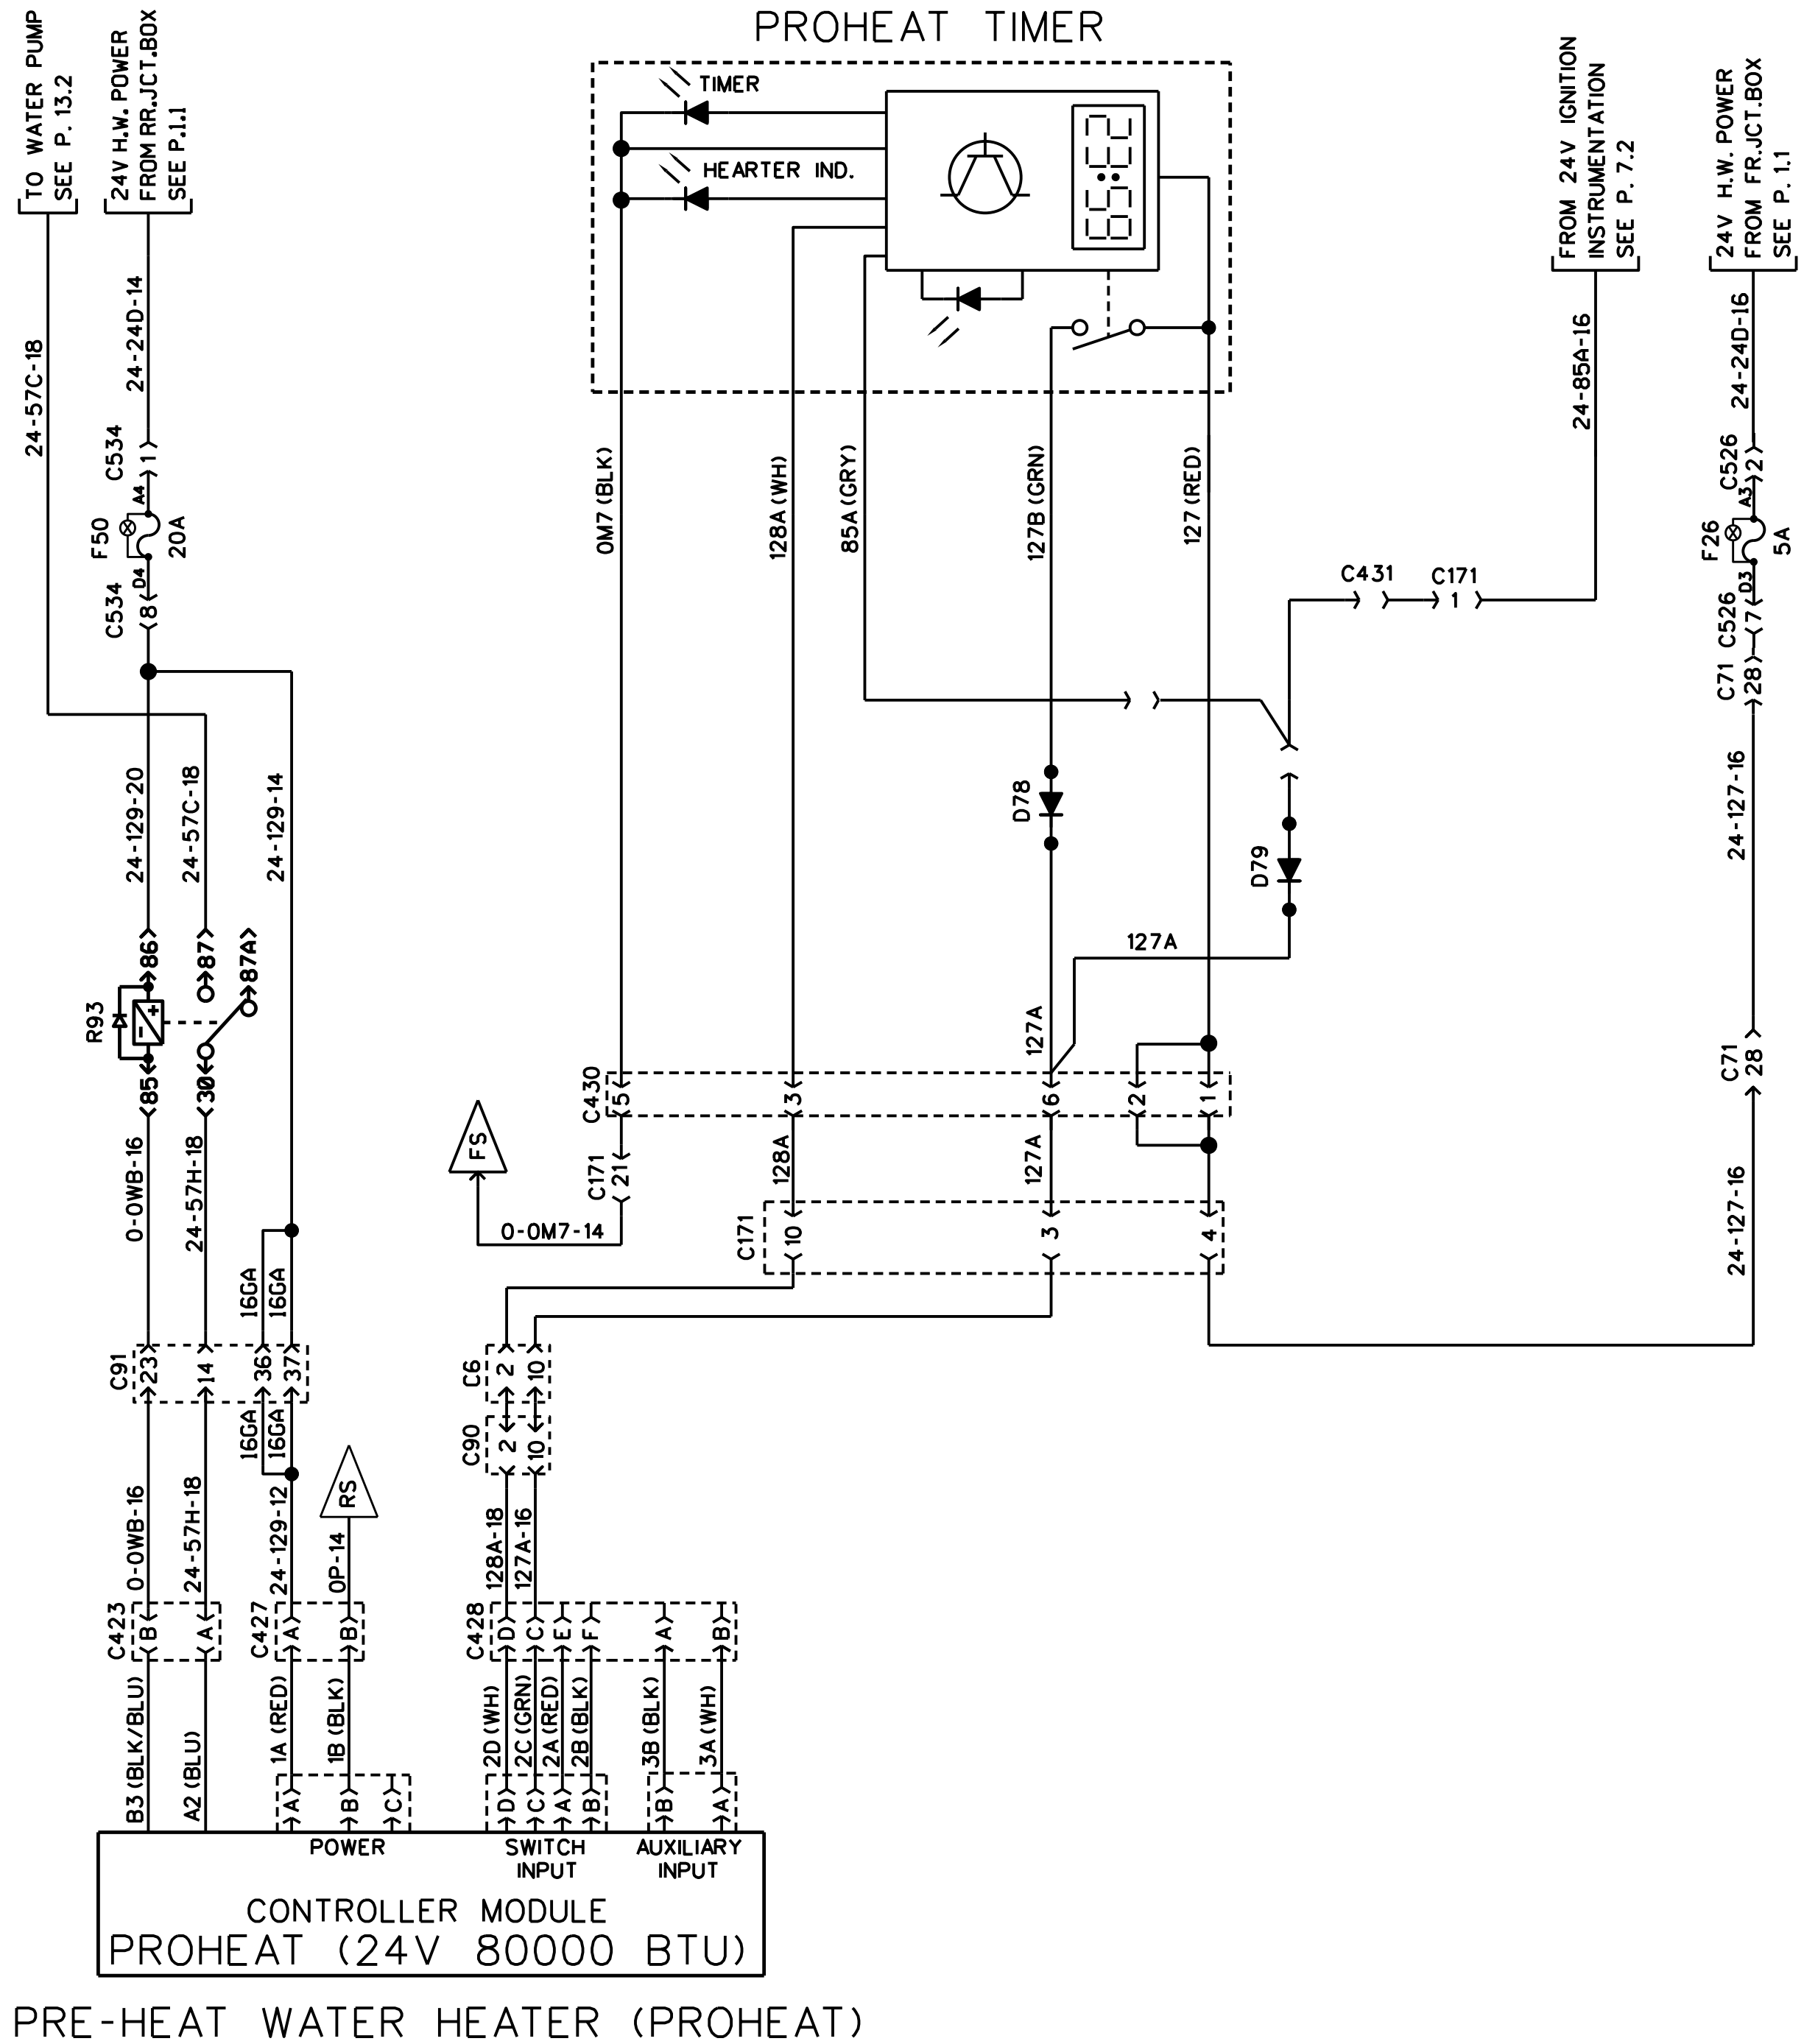 PROHEAT TIMER
TO WATER PUMP
SEE P. 13.2
24V H.W. POWER
FROM RR.JCT.BOX
SEE P.1.1
TIMER
HEARTER IND.
FROM 24V IGNITION
INSTRUMENTATION
SEE P. 7.2
24V H.W. POWER
FROM FR.JCT.BOX
SEE P. 1.1
24-57C-18
24-24D-14
C534
1
A4
F50
20A
D4
C534
8
0M7 (BLK)
128A (WH)
85A (GRY)
127B (GRN)
127 (RED)
24-85A-16
24-24D-16
C526
2
A3
F26
5A
D3
C526
7
C71
28
C431
C171
1
24-129-20
24-57C-18
24-129-14
D78
D79
24-127-16
127A
86
87
87A
R93
85
30
127A
C71
28
C430
5
3
6
2
1
FS
C171
21
128A
127A
0-0M7-14
0-0WB-16
24-57H-18
16GA
16GA
C171
10
3
4
24-127-16
C91
23
14
36
37
C6
2
10
16GA
16GA
C90
2
10
RS
0-0WB-16
24-57H-18
24-129-12
0P-14
128A-18
127A-16
C423
B
A
C427
A
B
C428
D
C
E
F
A
B
B3 (BLK/BLU)
A2 (BLU)
1A (RED)
1B (BLK)
2D (WH)
2C (GRN)
2A (RED)
2B (BLK)
3B (BLK)
3A (WH)
A
B
C
D
C
A
B
B
A
POWER
SWITCH
INPUT
AUXILIARY
INPUT
CONTROLLER MODULE
PROHEAT (24V 80000 BTU)
PRE-HEAT WATER HEATER (PROHEAT)